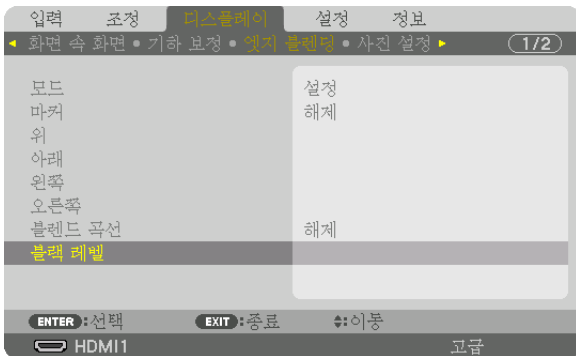 입력 조정 디스플레이 설정 정보
화면 속 화면 • 기하 보정 • 엣지 블렌딩 • 사진 설정 1/2
모드 설정
마커 해제
위
아래
왼쪽
오른쪽
블렌드 곡선 해제
블랙 레벨
ENTER :선택 EXIT :종료 :이동
HDMI1 고급